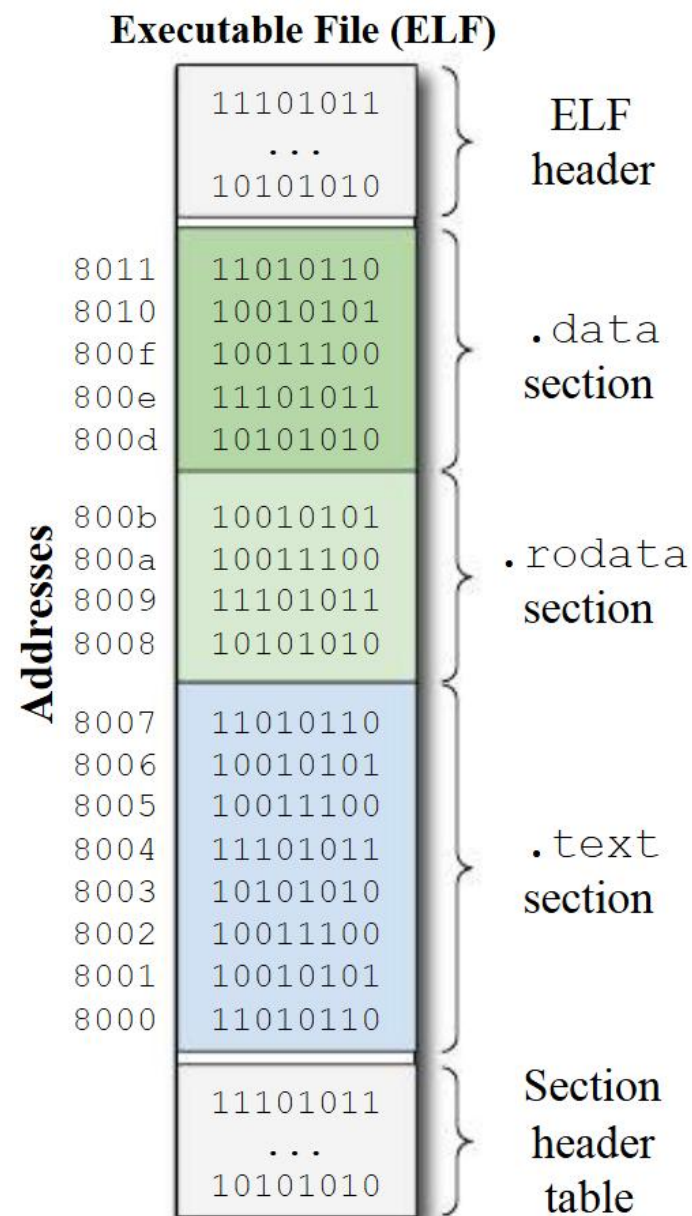 Executable File (ELF)
11101011
...
10101010
ELF
header
8011 11010110
8010 10010101
800f 10011100
800e 11101011
800d 10101010
.data
section
800b 10010101
800a 10011100
8009 11101011
8008 10101010
.rodata
section
Addresses
8007 11010110
8006 10010101
8005 10011100
8004 11101011
8003 10101010
8002 10011100
8001 10010101
8000 11010110
.text
section
11101011
...
10101010
Section
header
table